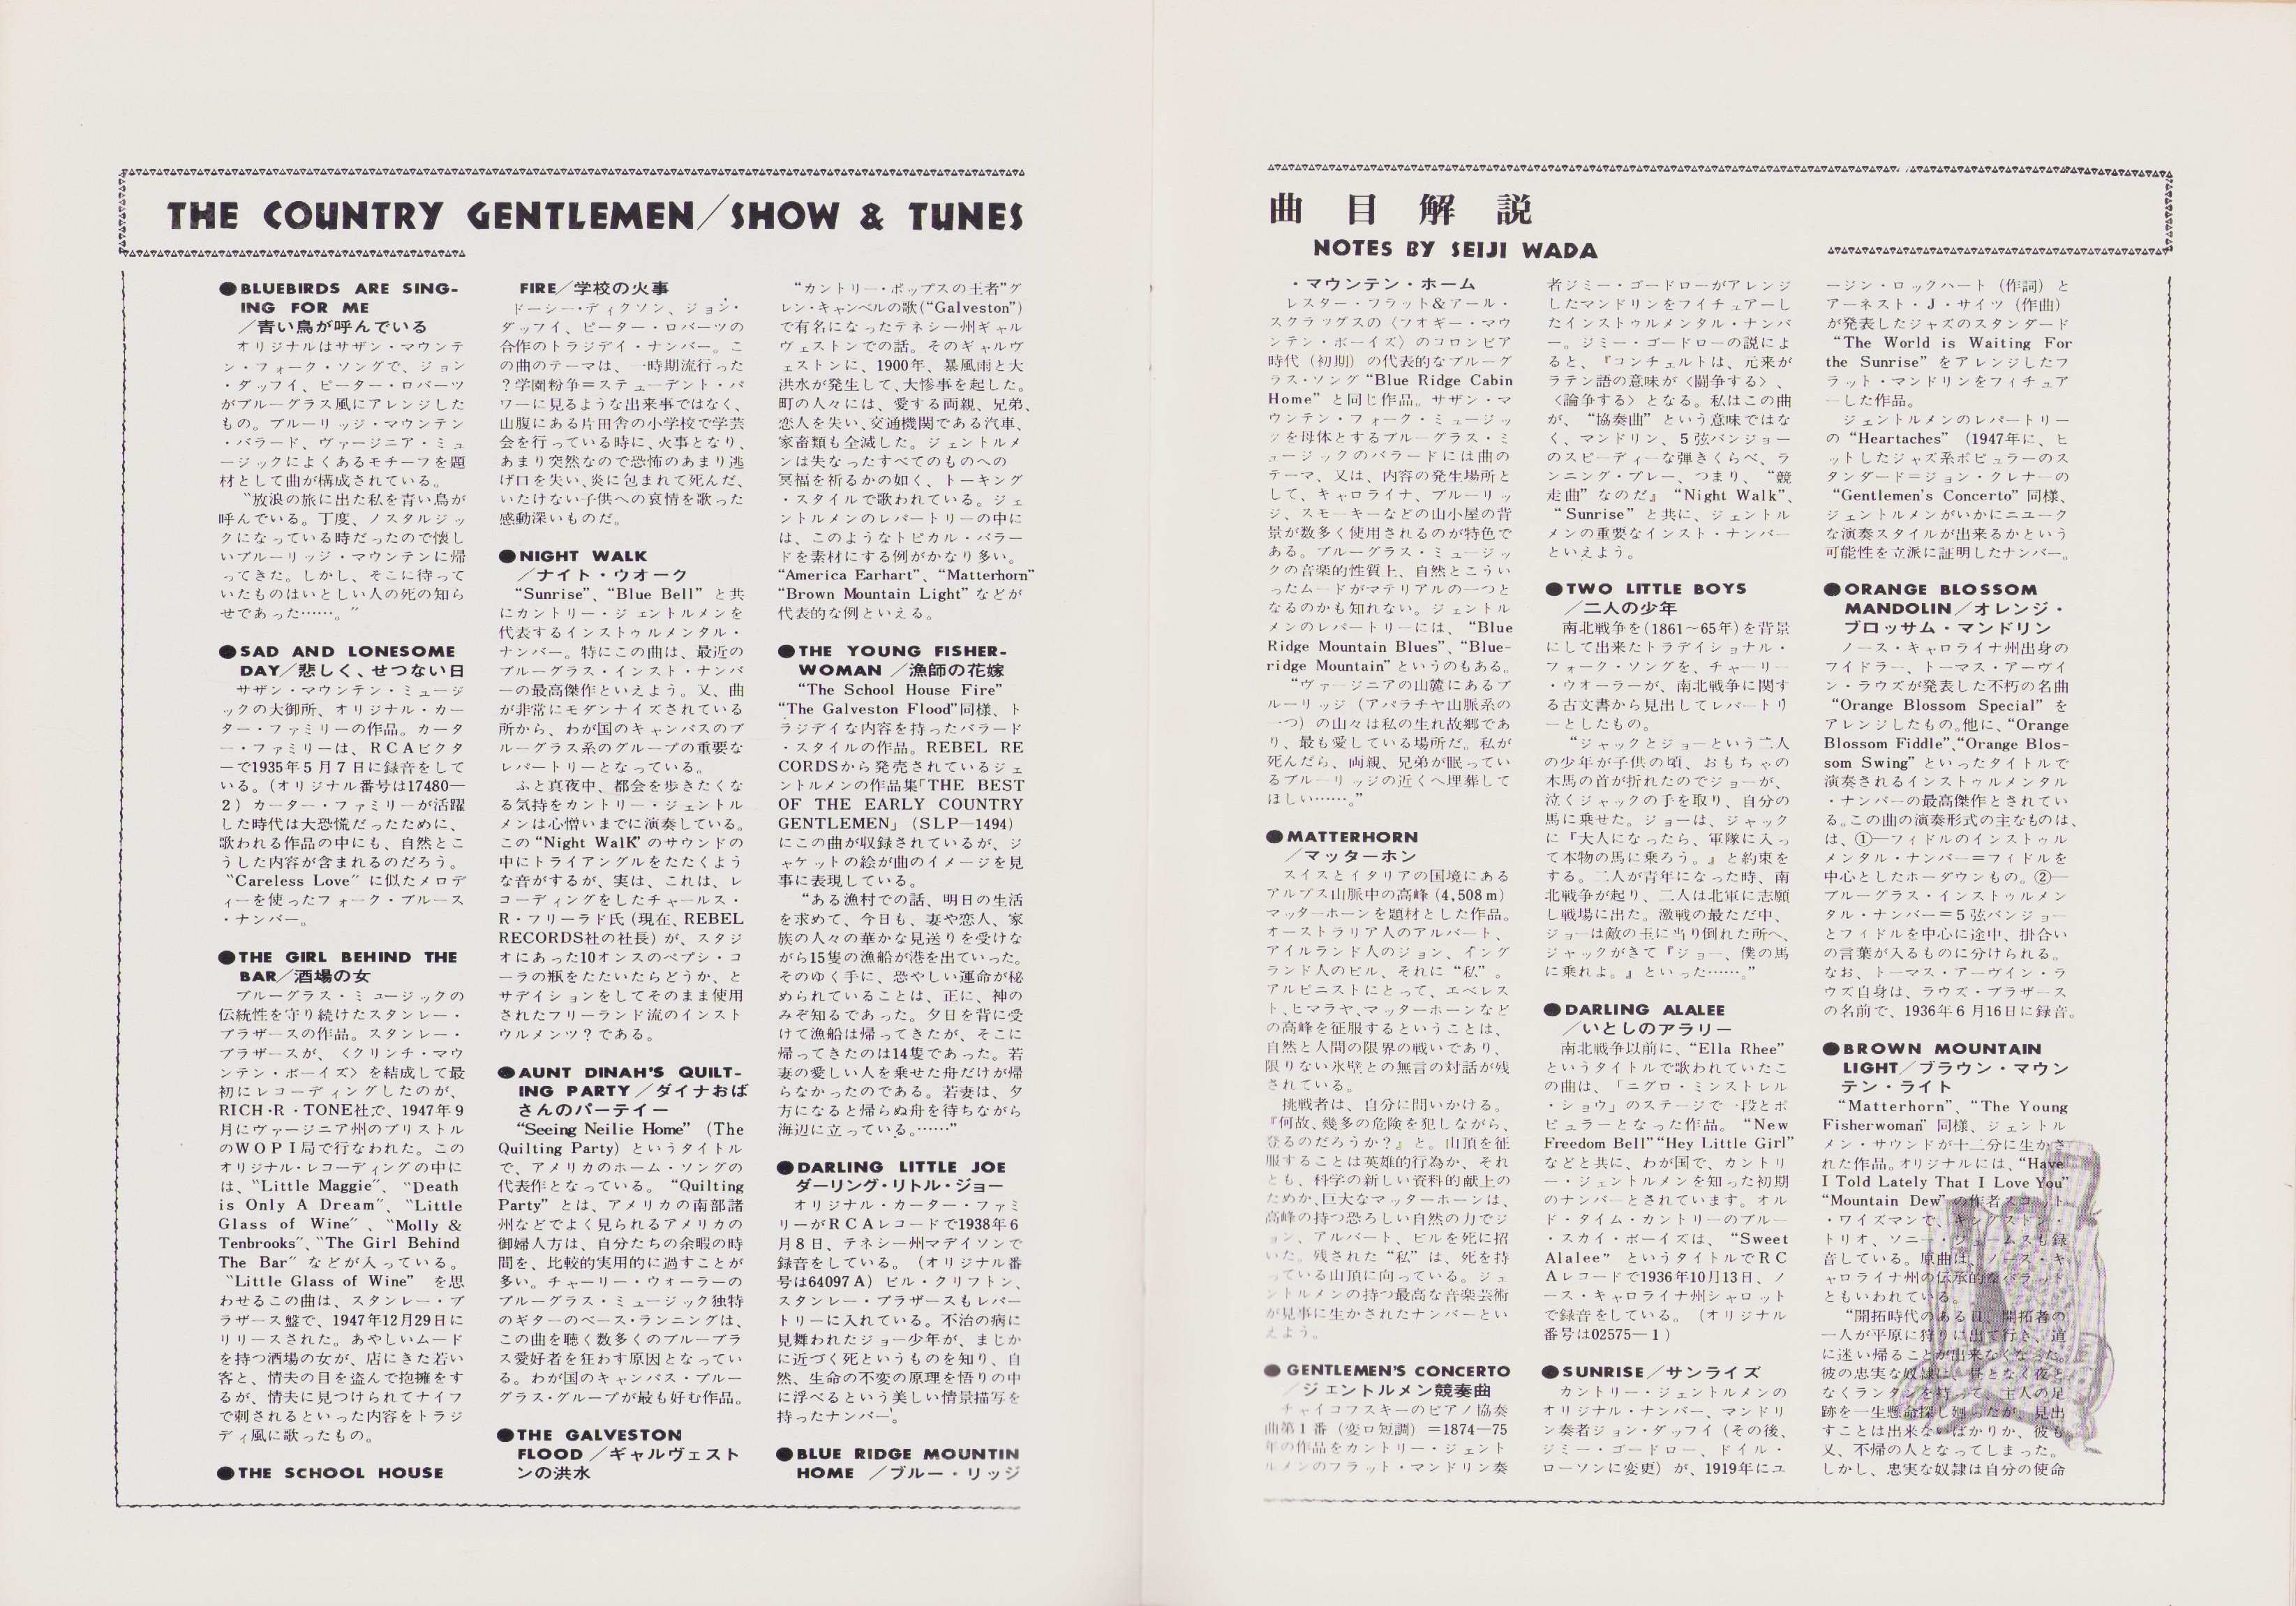 THE COUNTRY GENTLEMEN／SHOW & TUNES
●BLUEBIRDS ARE SING-
ING FOR ME
／青い鳥が呼んでいる
オリジナルはサザン・マウンテ
ン・フォーク・ソングで、ジョン
・ダッフイ、ピーター・ロバーツ
がブルーグラス風にアレンジした
もの。ブルーリッジ・マウンテン
・バラード、ヴァージニア・ミュ
ージックによくあるモチーフを題
材として曲が構成されている。
“放浪の旅に出た私を青い鳥が
呼んでいる。丁度、ノスタルジッ
クになっている時だったので懐し
いブルーリッジ・マウンテンに帰
ってきた。しかし、そこに待って
いたものはいとしい人の死の知ら
せであった……。”
●SAD AND LONESOME
DAY／悲しく、せつない日
サザン・マウンテン・ミュージ
ックの大御所、オリジナル・カー
ター・ファミリーの作品。カータ
ー・ファミリーは、RCAビクタ
ーで1935年5月7日に録音をして
いる。(オリジナル番号は17480—
2）カーター・ファミリーが活躍
した時代は大恐慌だったために、
歌われる作品の中にも、自然とこ
うした内容が含まれるのだろう。
“Careless Love” に似たメロデ
ィーを使ったフォーク・ブルース
・ナンバー。
●THE GIRL BEHIND THE
BAR／酒場の女
ブルーグラス・ミュージックの
伝統性を守り続けたスタンレー・
ブラザースの作品。スタンレー・
ブラザースが、〈クリンチ・マウ
ンテン・ボーイズ〉を結成して最
初にレコーディングしたのが、
RICH・R・TONE社で、1947年9
月にヴァージニア州のブリストル
のWOPI局で行なわれた。この
オリジナル・レコーディングの中に
は、“Little Maggie”、“Death
is Only A Dream”、“Little
Glass of Wine”、“Molly &
Tenbrooks”、“The Girl Behind
The Bar” などが入っている。
“Little Glass of Wine” を思
わせるこの曲は、スタンレー・ブ
ラザース盤で、1947年12月29日に
リリースされた。あやしいムード
を持つ酒場の女が、店にきた若い
客と、情夫の目を盗んで抱擁をす
るが、情夫に見つけられてナイフ
で刺されるといった内容をトラジ
ディ風に歌ったもの。
●THE SCHOOL HOUSE
FIRE／学校の火事
ドーシー・ディクソン、ジョン・
ダッフイ、ピーター・ロバーツの
合作のトラジデイ・ナンバー。こ
の曲のテーマは、一時期流行った
？学園紛争＝ステューデント・パ
ワーに見るような出来事ではなく、
山腹にある片田舎の小学校で学芸
会を行っている時に、火事となり、
あまり突然なので恐怖のあまり逃
げ口を失い、炎に包まれて死んだ、
いたけない子供への哀情を歌った
感動深いものだ。
●NIGHT WALK
／ナイト・ウオーク
“Sunrise”、“Blue Bell” と共
にカントリー・ジェントルメンを
代表するインストゥルメンタル・
ナンバー。特にこの曲は、最近の
ブルーグラス・インスト・ナンバ
ーの最高傑作といえよう。又、曲
が非常にモダンナイズされている
所から、わが国のキャンパスのブ
ルーグラス系のグループの重要な
レパートリーとなっている。
ふと真夜中、都会を歩きたくな
る気持をカントリー・ジェントル
メンは心憎いまでに演奏している。
この “Night WalK” のサウンドの
中にトライアングルをたたくよう
な音がするが、実は、これは、レ
コーディングをしたチャールス・
R・フリーラド氏 (現在、REBEL
RECORDS社の社長) が、スタジ
オにあった10オンスのペプシ・コ
ーラの瓶をたたいたらどうか、と
サデイションをしてそのまま使用
されたフリーランド流のインスト
ウルメンツ？である。
●AUNT DINAH'S QUILT-
ING PARTY／ダイナおば
さんのパーテイー
“Seeing Neilie Home” (The
Quilting Party) というタイトル
で、アメリカのホーム・ソングの
代表作となっている。“Quilting
Party” とは、アメリカの南部諸
州などでよく見られるアメリカの
御婦人方は、自分たちの余暇の時
間を、比較的実用的に過すことが
多い。チャーリー・ウォーラーの
ブルーグラス・ミュージック独特
のギターのベース・ランニングは、
この曲を聴く数多くのブルーブラ
ス愛好者を狂わす原因となってい
る。わが国のキャンパス・ブルー
グラス・グループが最も好む作品。
●THE GALVESTON
FLOOD／ギャルヴェスト
ンの洪水
“カントリー・ポップスの王者”グ
レン・キャンベルの歌(“Galveston”)
で有名になったテネシー州ギャル
ヴェストンでの話。そのギャルヴ
ェストンに、1900年、暴風雨と大
洪水が発生して、大惨事を起した。
町の人々には、愛する両親、兄弟、
恋人を失い、交通機関である汽車、
家畜類も全滅した。ジェントルメ
ンは失なったすべてのものへの
冥福を祈るかの如く、トーキング
・スタイルで歌われている。ジェ
ントルメンのレパートリーの中に
は、このようなトピカル・バラー
ドを素材にする例がかなり多い。
“America Earhart”、“Matterhorn”
“Brown Mountain Light” などが
代表的な例といえる。
●THE YOUNG FISHER-
WOMAN／漁師の花嫁
“The School House Fire”
“The Galveston Flood”同様、ト
ラジデイな内容を持ったバラード
・スタイルの作品。REBEL RE
CORDSから発売されているジェ
ントルメンの作品集「THE BEST
OF THE EARLY COUNTRY
GENTLEMEN」(SLP—1494)
にこの曲が収録されているが、ジ
ャケットの絵が曲のイメージを見
事に表現している。
“ある漁村での話、明日の生活
を求めて、今日も、妻や恋人、家
族の人々の華かな見送りを受けな
がら15隻の漁船が港を出ていった。
そのゆく手に、恐やしい運命が秘
められていることは、正に、神の
みぞ知るであった。夕日を背に受
けて漁船は帰ってきたが、そこに
帰ってきたのは14隻であった。若
妻の愛しい人を乗せた舟だけが帰
らなかったのである。若妻は、夕
方になると帰らぬ舟を待ちながら
海辺に立っている。……”
●DARLING LITTLE JOE
ダーリング・リトル・ジョー
オリジナル・カーター・ファミ
リーがRCAレコードで1938年6
月8日、テネシー州マデイソンで
録音をしている。(オリジナル番
号は64097A) ビル・クリフトン、
スタンレー・ブラザースもレパー
トリーに入れている。不治の病に
見舞われたジョー少年が、まじか
に近づく死というものを知り、自
然、生命の不変の原理を悟りの中
に浮べるという美しい情景描写を
持ったナンバー。
●BLUE RIDGE MOUNTIN
HOME ／ブルー・リッジ
曲目解説
NOTES BY SEIJI WADA
・マウンテン・ホーム
レスター・フラット&アール・
スクラッグスの〈フオギー・マウ
ンテン・ボーイズ〉のコロンビア
時代（初期）の代表的なブルーグ
ラス・ソング “Blue Ridge Cabin
Home” と同じ作品。サザン・マ
ウンテン・フォーク・ミュージッ
クを母体とするブルーグラス・ミ
ュージックのバラードには曲の
テーマ、又は、内容の発生場所と
して、キャロライナ、ブルーリッ
ジ、スモーキーなどの山小屋の背
景が数多く使用されるのが特色で
ある。ブルーグラス・ミュージッ
クの音楽的性質上、自然とこうい
ったムードがマテリアルの一つと
なるのかも知れない。ジェントル
メンのレパートリーには、“Blue
Ridge Mountain Blues”、“Blue-
ridge Mountain” というのもある。
“ヴァージニアの山麓にあるブ
ルーリッジ（アパラチヤ山脈系の
一つ）の山々は私の生れ故郷であ
り、最も愛している場所だ。私が
死んだら、両親、兄弟が眠ってい
るブルーリッジの近くへ埋葬して
ほしい……。”
●MATTERHORN
／マッターホン
スイスとイタリアの国境にある
アルプス山脈中の高峰 (4,508m)
マッターホーンを題材とした作品。
オーストラリア人のアルバート、
アイルランド人のジョン、イング
ランド人のビル、それに “私”。
アルピニストにとって、エベレス
ト、ヒマラヤ、マッターホーンなど
の高峰を征服するということは、
自然と人間の限界の戦いであり、
限りない氷壁との無言の対話が残
されている。
挑戦者は、自分に問いかける。
『何故、幾多の危険を犯しながら、
登るのだろうか？』と。山頂を征
服することは英雄的行為か、それ
とも、科学の新しい資料的献上の
ためか、巨大なマッターホーンは、
高峰の持つ恐ろしい自然の力でジ
ョン、アルバート、ビルを死に招
いた。残された “私” は、死を持
っている山頂に向っている。ジェ
ントルメンの持つ最高な音楽芸術
が見事に生かされたナンバーとい
えよう。
●GENTLEMEN'S CONCERTO
／ジェントルメン競奏曲
チャイコフスキーのピアノ協奏
曲第1番（変ロ短調）＝1874—75
年の作品をカントリー・ジェント
ルメンのフラット・マンドリン奏
者ジミー・ゴードローがアレンジ
したマンドリンをフイチュアーし
たインストゥルメンタル・ナンバ
ー。ジミー・ゴードローの説によ
ると、『コンチェルトは、元来が
ラテン語の意味が〈闘争する〉、
〈論争する〉となる。私はこの曲
が、“協奏曲” という意味ではな
く、マンドリン、5弦バンジョー
のスピーディーな弾きくらべ、ラ
ンニング・プレー、つまり、“競
走曲” なのだ』“Night Walk”、
“Sunrise” と共に、ジェントル
メンの重要なインスト・ナンバー
といえよう。
●TWO LITTLE BOYS
／二人の少年
南北戦争を(1861～65年)を背景
にして出来たトラデイショナル・
フォーク・ソングを、チャーリー
・ウオーラーが、南北戦争に関す
る古文書から見出してレパートリ
ーとしたもの。
“ジャックとジョーという二人
の少年が子供の頃、おもちゃの
木馬の首が折れたのでジョーが、
泣くジャックの手を取り、自分の
馬に乗せた。ジョーは、ジャック
に『大人になったら、軍隊に入っ
て本物の馬に乗ろう。』と約束を
する。二人が青年になった時、南
北戦争が起り、二人は北軍に志願
し戦場に出た。激戦の最ただ中、
ジョーは敵の玉に当り倒れた所へ、
ジャックがきて『ジョー、僕の馬
に乗れよ。』といった……。”
●DARLING ALALEE
／いとしのアラリー
南北戦争以前に、“Ella Rhee”
というタイトルで歌われていたこ
の曲は、「ニグロ・ミンストレル
・ショウ」のステージで一段とポ
ピュラーとなった作品。“New
Freedom Bell”“Hey Little Girl”
などと共に、わが国で、カントリ
ー・ジェントルメンを知った初期
のナンバーとされています。オル
ド・タイム・カントリーのブルー
・スカイ・ボーイズは、“Sweet
Alalee” というタイトルでRC
Aレコードで1936年10月13日、ノ
ース・キャロライナ州シャロット
で録音をしている。（オリジナル
番号は02575—1）
●SUNRISE／サンライズ
カントリー・ジェントルメンの
オリジナル・ナンバー、マンドリ
ン奏者ジョン・ダッフイ（その後、
ジミー・ゴードロー、ドイル・
ローソンに変更）が、1919年にユ
ージン・ロックハート（作詞）と
アーネスト・J・サイツ（作曲）
が発表したジャズのスタンダード
“The World is Waiting For
the Sunrise” をアレンジしたフ
ラット・マンドリンをフィチュア
ーした作品。
ジェントルメンのレパートリー
の “Heartaches” (1947年に、ヒ
ットしたジャズ系ポピュラーのス
タンダード＝ジョン・クレナーの
“Gentlemen's Concerto” 同様、
ジェントルメンがいかにニユーク
な演奏スタイルが出来るかという
可能性を立派に証明したナンバー。
●ORANGE BLOSSOM
MANDOLIN／オレンジ・
ブロッサム・マンドリン
ノース・キャロライナ州出身の
フイドラー、トーマス・アーヴイ
ン・ラウズが発表した不朽の名曲
“Orange Blossom Special” を
アレンジしたもの。他に、“Orange
Blossom Fiddle”、“Orange Blos-
som Swing” といったタイトルで
演奏されるインストゥルメンタル
・ナンバーの最高傑作とされてい
る。この曲の演奏形式の主なものは、
は、①—フィドルのインストゥル
メンタル・ナンバー＝フィドルを
中心としたホーダウンもの。②—
ブルーグラス・インストゥルメン
タル・ナンバー＝5弦バンジョー
とフィドルを中心に途中、掛合い
の言葉が入るものに分けられる。
なお、トーマス・アーヴイン・ラ
ウズ自身は、ラウズ・ブラザース
の名前で、1936年6月16日に録音。
●BROWN MOUNTAIN
LIGHT／ブラウン・マウン
テン・ライト
“Matterhorn”、“The Young
Fisherwoman” 同様、ジェントル
メン・サウンドが十二分に生かさ
れた作品。オリジナルには、“Have
I Told Lately That I Love You”
“Mountain Dew” の作者スコット
・ワイズマンで、キングストン・
トリオ、ソニー・ジェームスも録
音している。原曲は、ノース・キ
ャロライナ州の伝承的なバラッド
ともいわれている。
“開拓時代のある日、開拓者の
一人が平原に狩りに出て行き、道
に迷い帰ることが出来なくなった。
彼の忠実な奴隷は、昼となく夜と
なくランタンを持って、主人の足
跡を一生懸命探し廻ったが、見出
すことは出来ないばかりか、彼も
又、不帰の人となってしまった。
しかし、忠実な奴隷は自分の使命